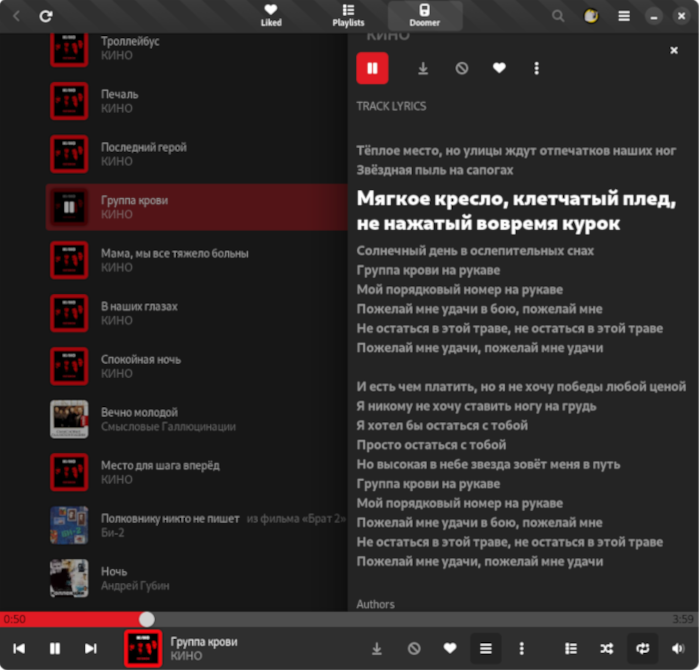 Liked
Playlists
Doomer
Троллейбус
КИНО
Печаль
КИНО
Последний герой
КИНО
Группа крови
КИНО
Мама, мы все тяжело больны
КИНО
В наших глазах
КИНО
Спокойная ночь
КИНО
Вечно молодой
Смысловые Галлюцинации
Место для шага вперёд
КИНО
Полковнику никто не пишет из фильма «Брат 2»
Би-2
Ночь
Андрей Губин
КИНО
TRACK LYRICS
Тёплое место, но улицы ждут отпечатков наших ног
Звёздная пыль на сапогах
Мягкое кресло, клетчатый плед,
не нажатый вовремя курок
Солнечный день в ослепительных снах
Группа крови на рукаве
Мой порядковый номер на рукаве
Пожелай мне удачи в бою, пожелай мне
Не остаться в этой траве, не остаться в этой траве
Пожелай мне удачи, пожелай мне удачи
И есть чем платить, но я не хочу победы любой ценой
Я никому не хочу ставить ногу на грудь
Я хотел бы остаться с тобой
Просто остаться с тобой
Но высокая в небе звезда зовёт меня в путь
Группа крови на рукаве
Мой порядковый номер на рукаве
Пожелай мне удачи в бою, пожелай мне
Не остаться в этой траве, не остаться в этой траве
Пожелай мне удачи, пожелай мне удачи
Authors
0:50
3:59
Группа крови
КИНО